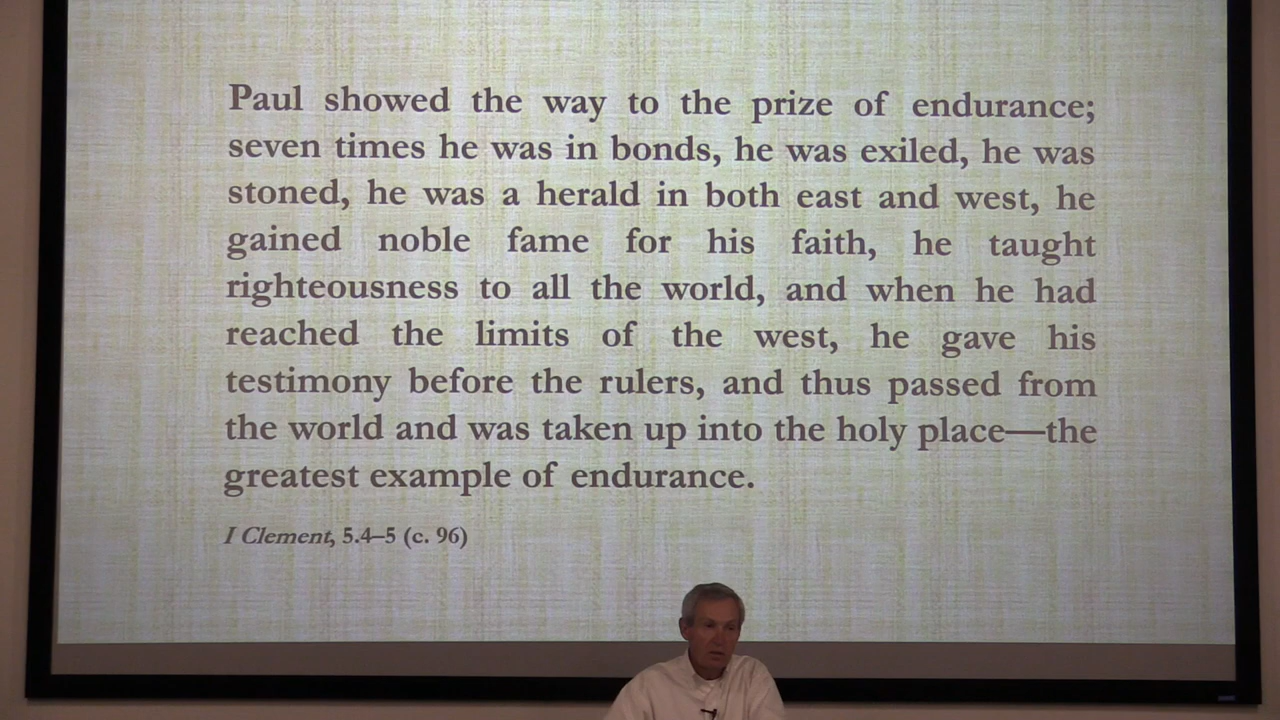 Paul showed the way to the prize of endurance;
seven times he was in bonds, he was exiled, he was
stoned, he was a herald in both east and west, he
gained noble fame for his faith, he taught
righteousness to all the world, and when he had
reached the limits of the west, he gave his
testimony before the rulers, and thus passed from
the world and was taken up into the holy place—the
greatest example of endurance.
I Clement, 5.4–5 (c. 96)